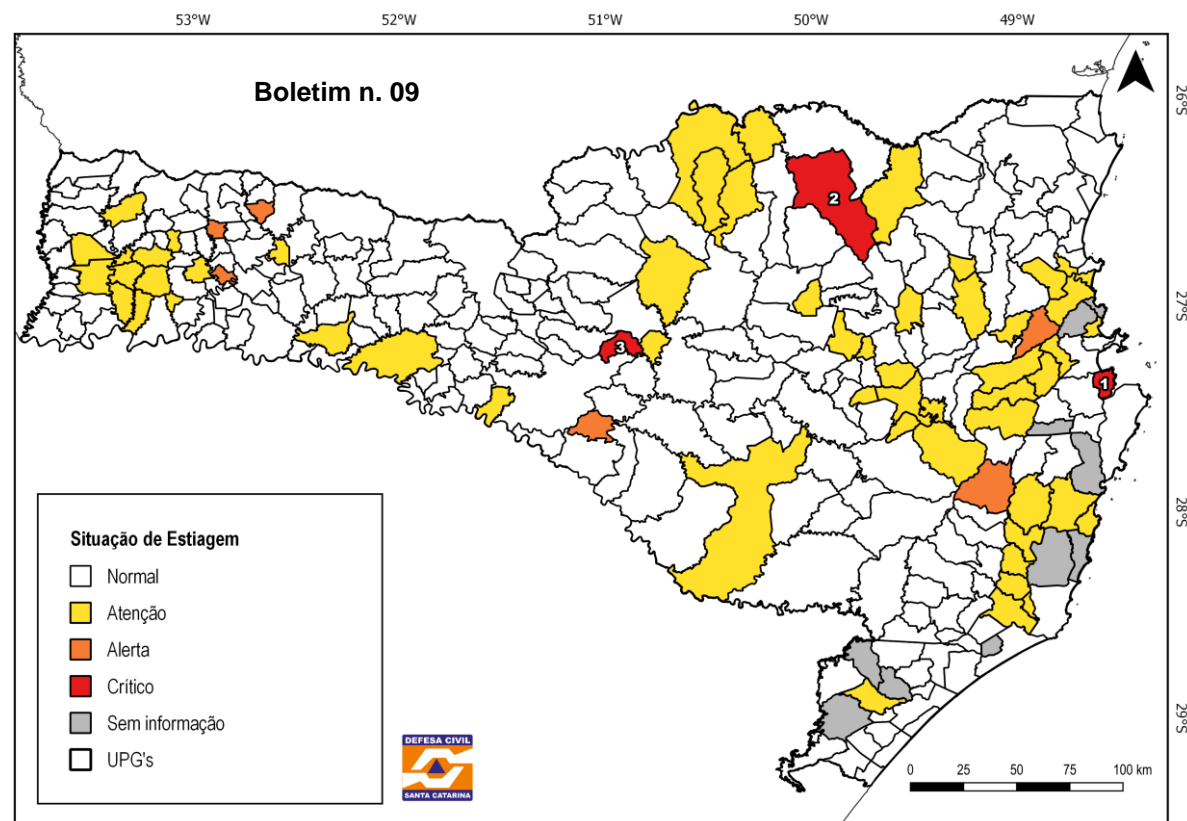 53°W 52°W 51°W 50°W 49°W
Boletim n. 09
26°S
27°S
28°S
29°S
2
3
1
Situação de Estiagem
Normal
Atenção
Alerta
Crítico
Sem informação
UPG's
DEFESA CIVIL
SANTA CATARINA
0 25 50 75 100 km